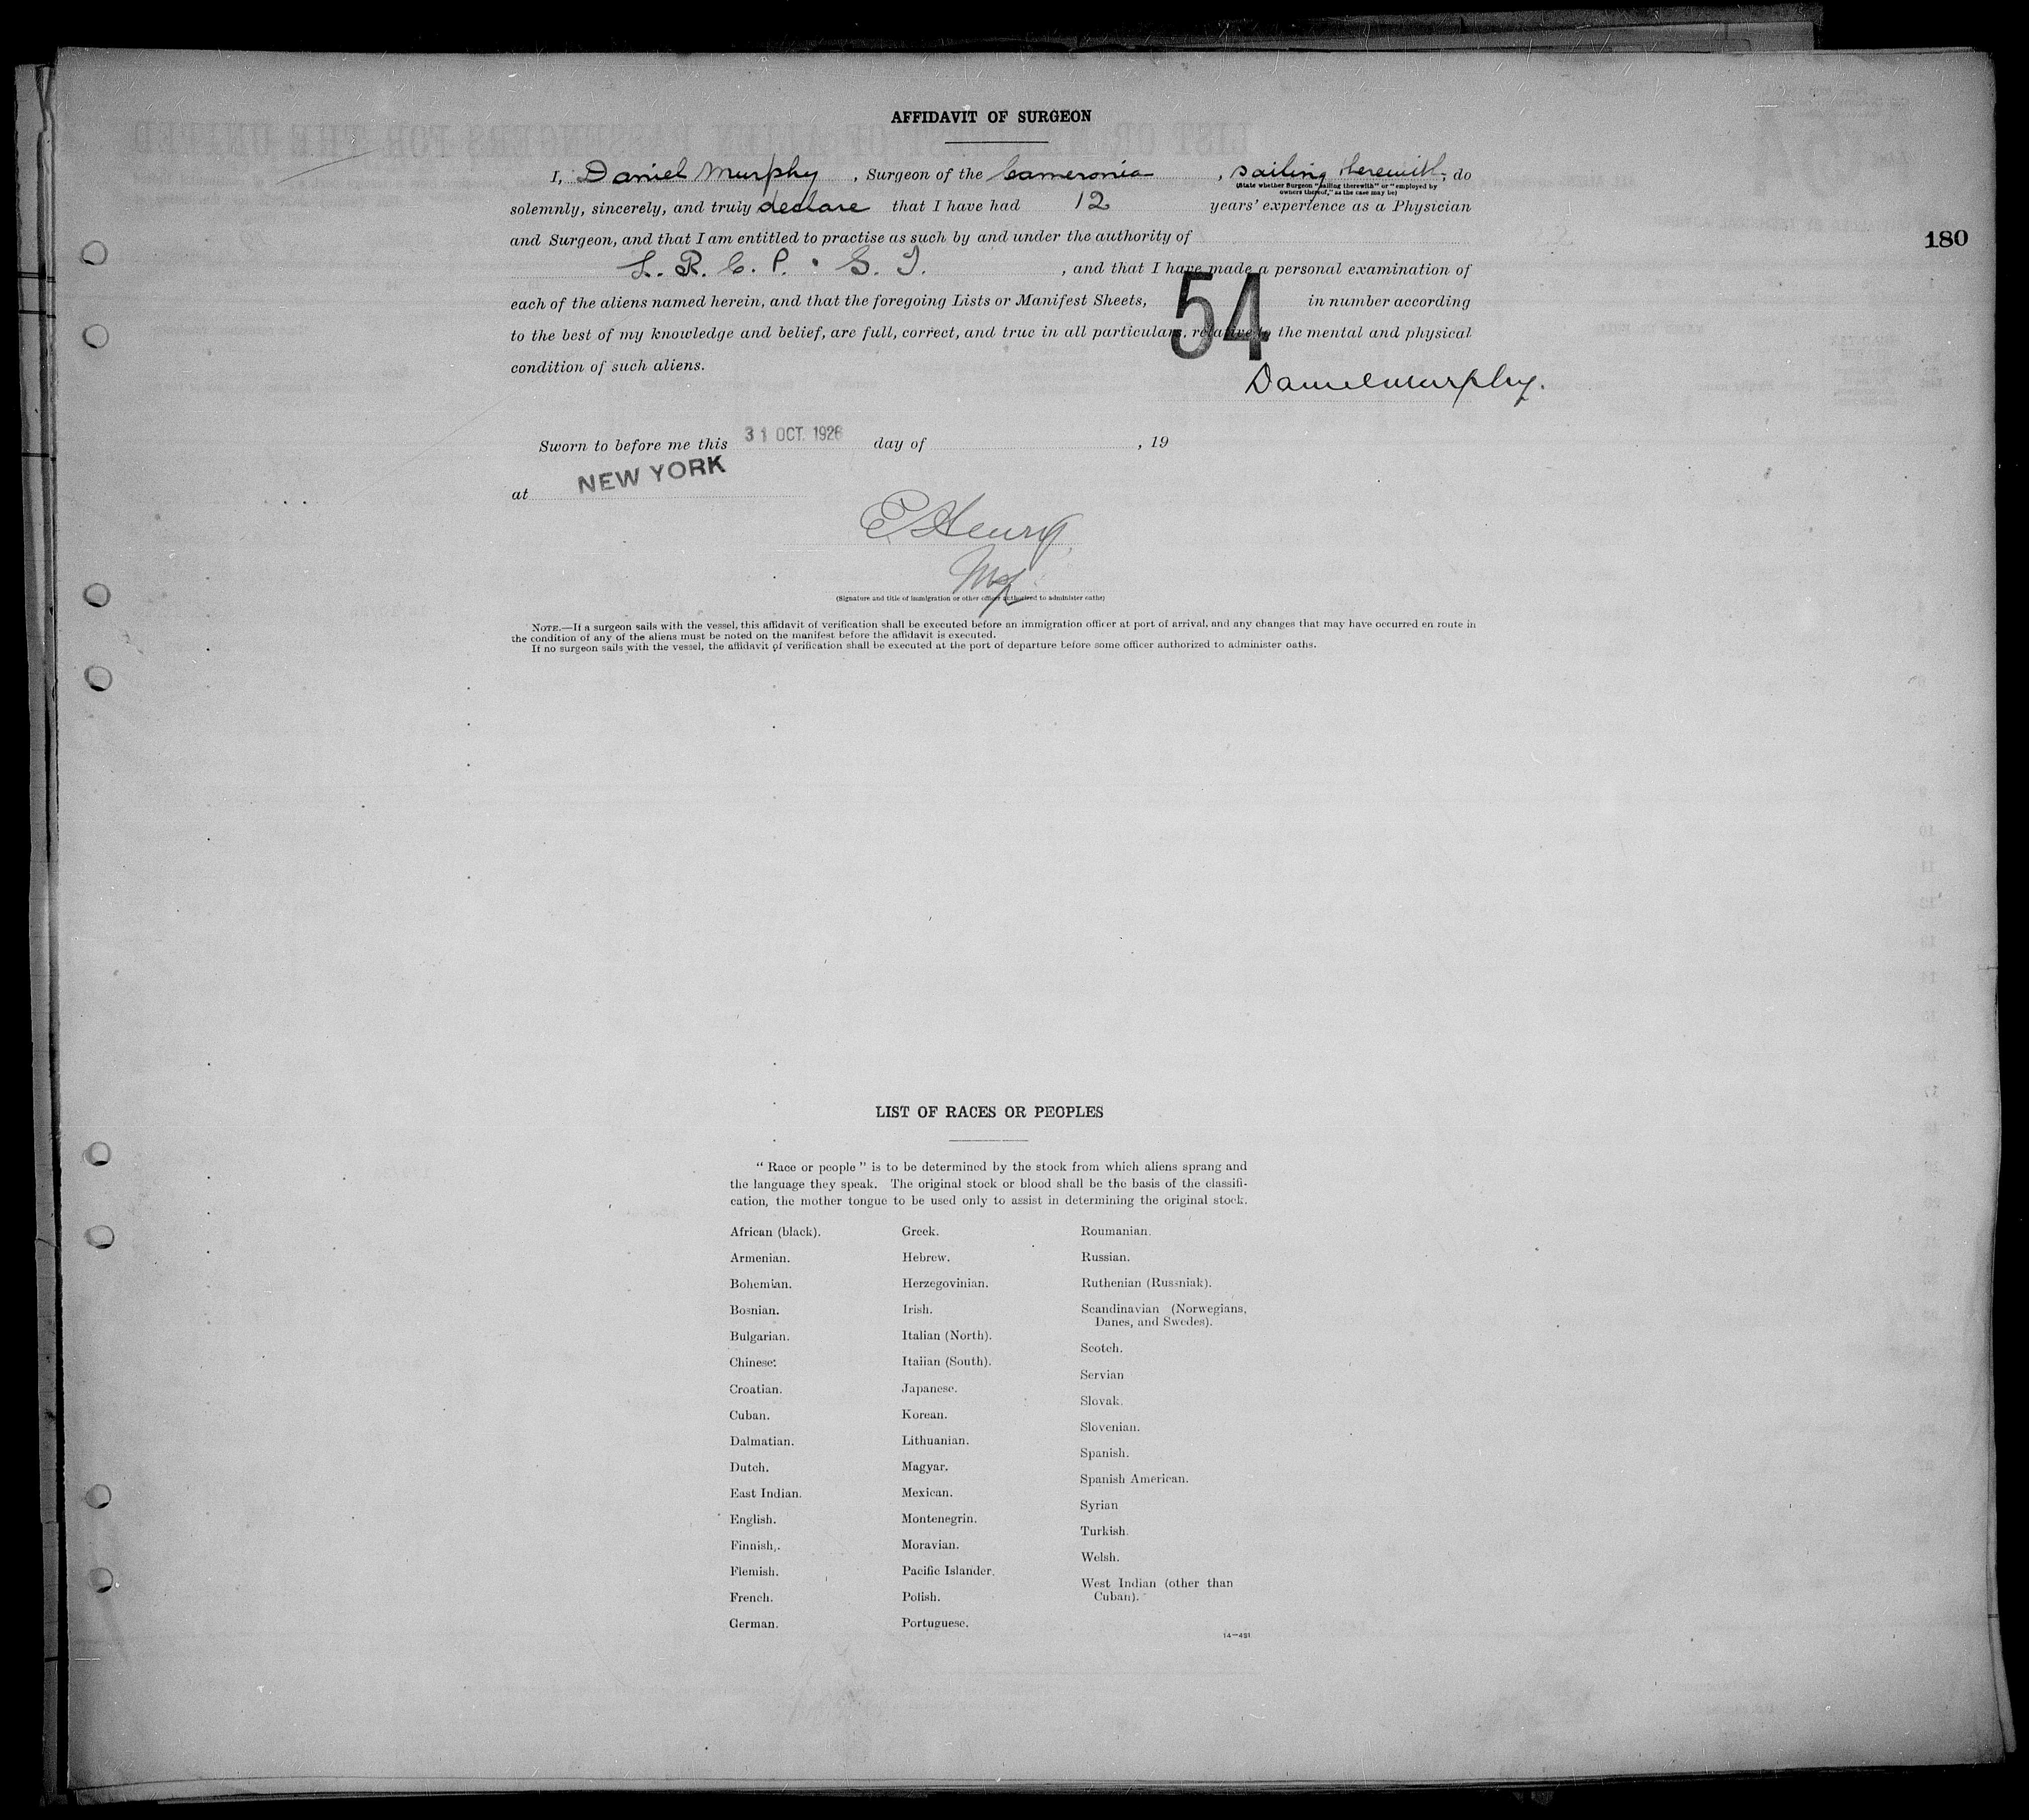 AFFIDAVIT OF SURGEON
I, Daniel Murphy, Surgeon of the Cameronia, sailing therewith, do
(State whether Surgeon "sailing therewith" or "employed by
owners thereof," as the case may be)
solemnly, sincerely, and truly declare that I have had 12 years' experience as a Physician
and Surgeon, and that I am entitled to practise as such by and under the authority of
180
L. R. C. P. . S. I. , and that I have made a personal examination of
each of the aliens named herein, and that the foregoing Lists or Manifest Sheets, 54 in number according
to the best of my knowledge and belief, are full, correct, and true in all particulars, relative to the mental and physical
condition of such aliens.
Daniel Murphy.
Sworn to before me this 31 OCT. 1926 day of , 19
at NEW YORK
E Henry
(Signature and title of immigration or other officer authorized to administer oaths)
NOTE.—If a surgeon sails with the vessel, this affidavit of verification shall be executed before an immigration officer at port of arrival, and any changes that may have occurred en route in
the condition of any of the aliens must be noted on the manifest before the affidavit is executed.
If no surgeon sails with the vessel, the affidavit of verification shall be executed at the port of departure before some officer authorized to administer oaths.
LIST OF RACES OR PEOPLES
"Race or people" is to be determined by the stock from which aliens sprang and
the language they speak. The original stock or blood shall be the basis of the classifi-
cation, the mother tongue to be used only to assist in determining the original stock.
African (black).
Armenian.
Bohemian.
Bosnian.
Bulgarian.
Chinese.
Croatian.
Cuban.
Dalmatian.
Dutch.
East Indian.
English.
Finnish.
Flemish.
French.
German.
Greek.
Hebrew.
Herzegovinian.
Irish.
Italian (North).
Italian (South).
Japanese.
Korean.
Lithuanian.
Magyar.
Mexican.
Montenegrin.
Moravian.
Pacific Islander.
Polish.
Portuguese.
Roumanian.
Russian.
Ruthenian (Russniak).
Scandinavian (Norwegians,
Danes, and Swedes).
Scotch.
Servian
Slovak.
Slovenian.
Spanish.
Spanish American.
Syrian
Turkish.
Welsh.
West Indian (other than
Cuban).
14—481